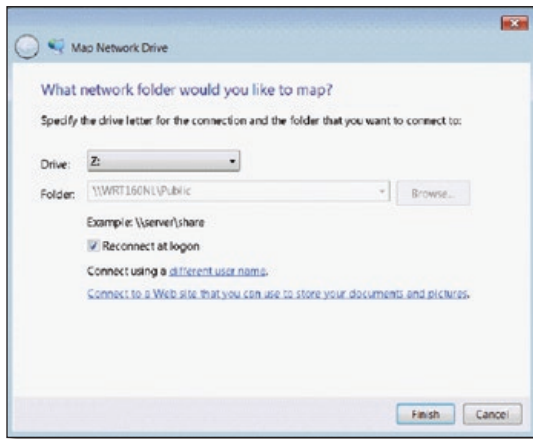 Map Network Drive
What network folder would you like to map?
Specify the drive letter for the connection and the folder that you want to connect to:
Drive: Z:
Folder: \\WRT160NL\Public Browse...
Example: \\server\share
Reconnect at logon
Connect using a different user name.
Connect to a Web site that you can use to store your documents and pictures.
Finish Cancel